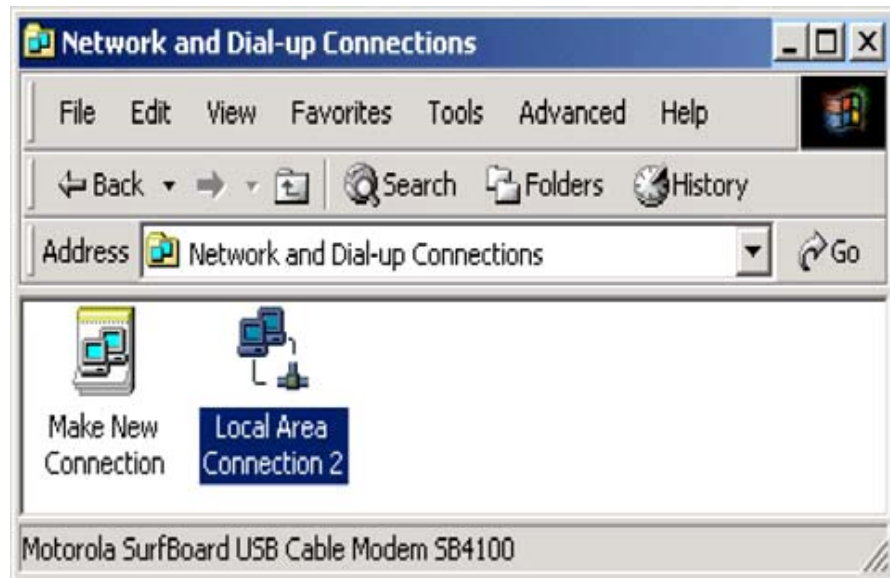 Network and Dial-up Connections
File Edit View Favorites Tools Advanced Help
Back Search Folders History
Address Network and Dial-up Connections Go
Make New Connection
Local Area Connection 2
Motorola SurfBoard USB Cable Modem SB4100